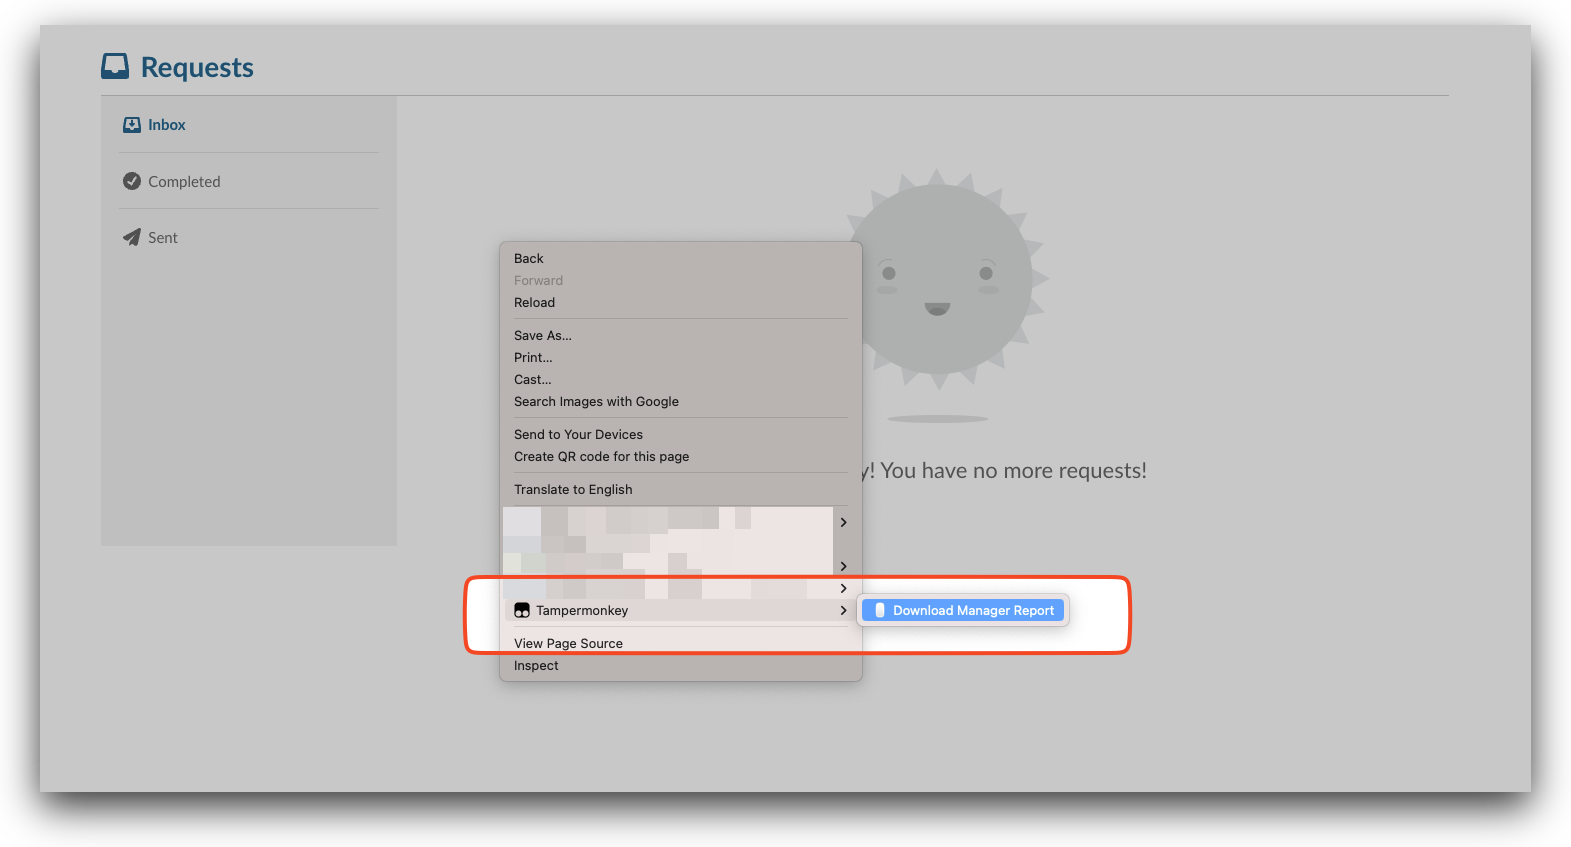 Requests
Inbox
Completed
Sent
Back
Forward
Reload
Save As...
Print...
Cast...
Search Images with Google
Send to Your Devices
Create QR code for this page
y! You have no more requests!
Translate to English
Tampermonkey
Download Manager Report
View Page Source
Inspect